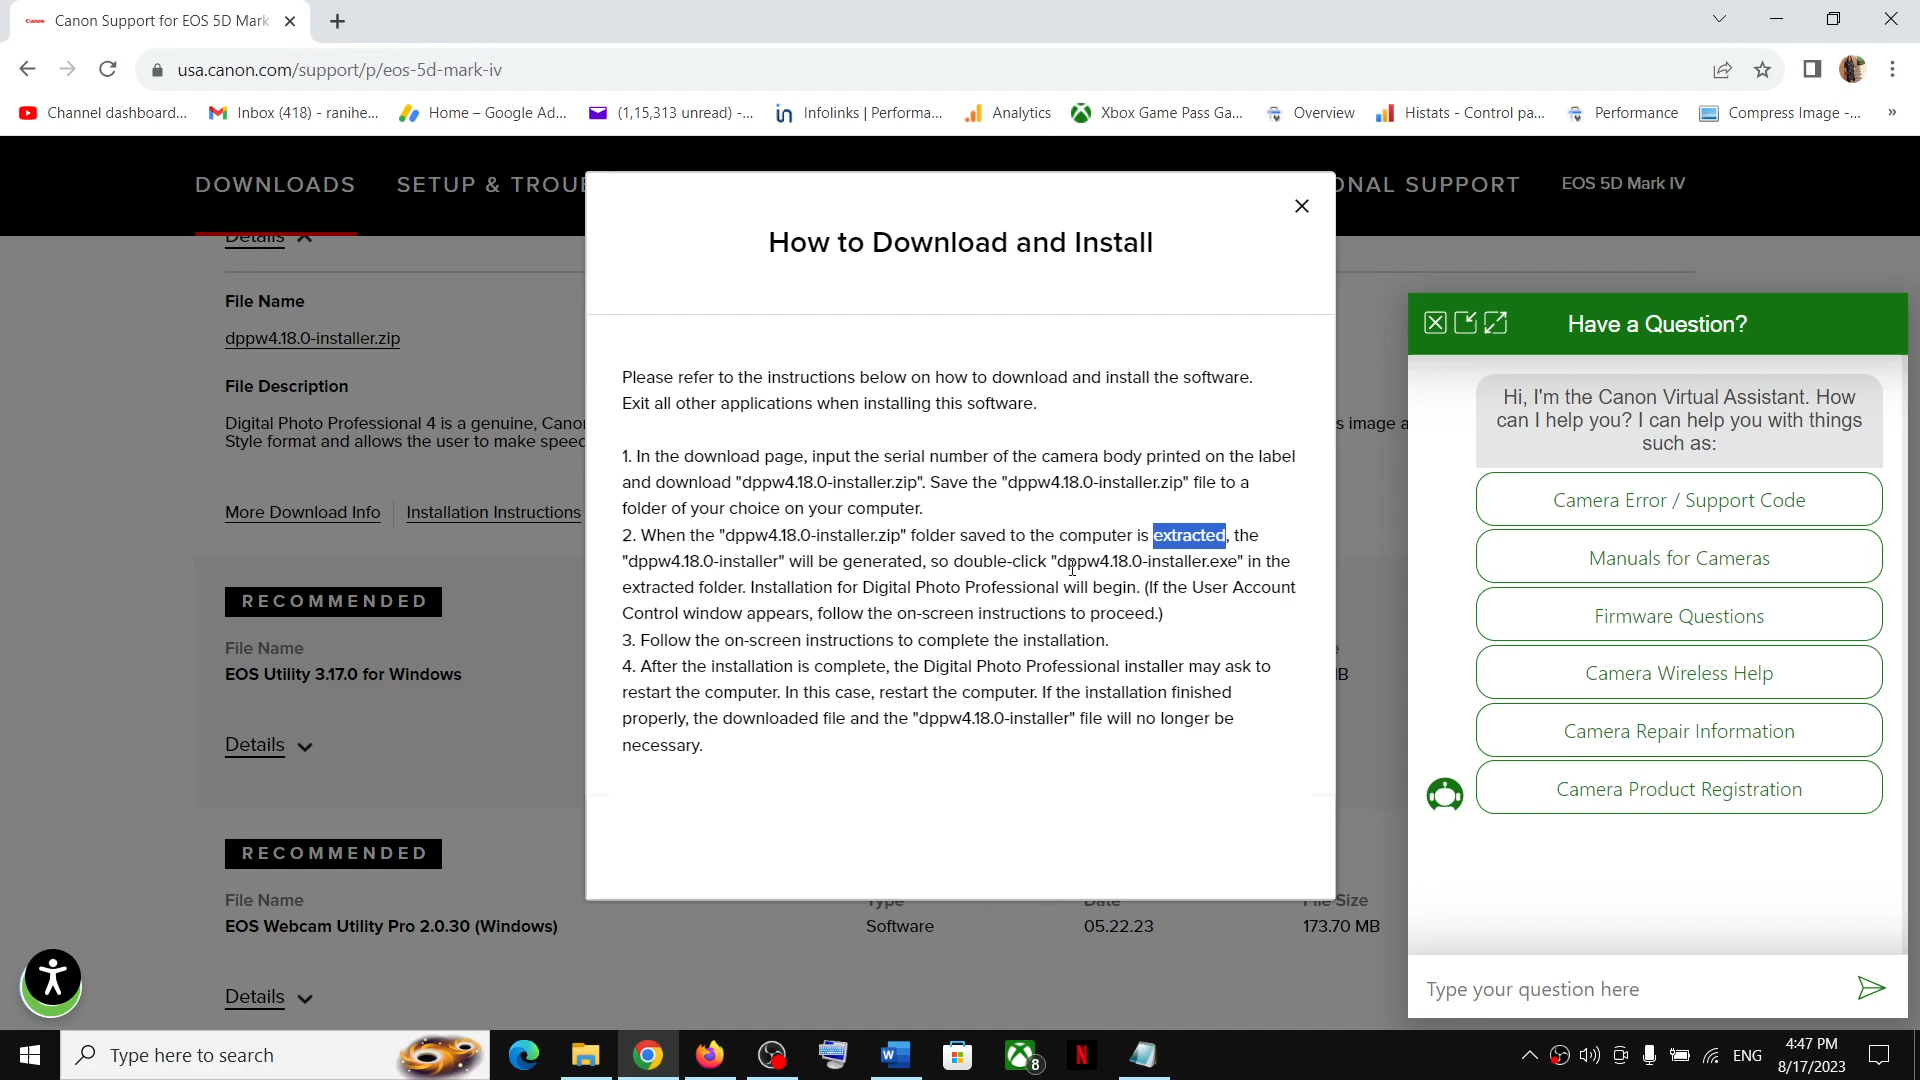 Canon
Canon Support for EOS 5D Mark
usa.canon.com/support/p/eos-5d-mark-iv
Channel dashboard...
Inbox (418) - ranihe...
Home – Google Ad...
(1,15,313 unread) -...
Infolinks | Performa...
Analytics
Xbox Game Pass Ga...
Overview
Histats - Control pa...
Performance
Compress Image -...
»
DOWNLOADS
SETUP & TROU
ONAL SUPPORT
EOS 5D Mark IV
Details
File Name
dppw4.18.0-installer.zip
File Description
Digital Photo Professional 4 is a genuine, Cano
s image a
Style format and allows the user to make speed
More Download Info
Installation Instructions
RECOMMENDED
File Name
EOS Utility 3.17.0 for Windows
B
Details
RECOMMENDED
File Name
Type
Date
File Size
EOS Webcam Utility Pro 2.0.30 (Windows)
Software
05.22.23
173.70 MB
Details
How to Download and Install
Please refer to the instructions below on how to download and install the software.
Exit all other applications when installing this software.
1. In the download page, input the serial number of the camera body printed on the label
and download "dppw4.18.0-installer.zip". Save the "dppw4.18.0-installer.zip" file to a
folder of your choice on your computer.
2. When the "dppw4.18.0-installer.zip" folder saved to the computer is extracted, the
"dppw4.18.0-installer" will be generated, so double-click "dppw4.18.0-installer.exe" in the
extracted folder. Installation for Digital Photo Professional will begin. (If the User Account
Control window appears, follow the on-screen instructions to proceed.)
3. Follow the on-screen instructions to complete the installation.
4. After the installation is complete, the Digital Photo Professional installer may ask to
restart the computer. In this case, restart the computer. If the installation finished
properly, the downloaded file and the "dppw4.18.0-installer" file will no longer be
necessary.
Have a Question?
Hi, I'm the Canon Virtual Assistant. How
can I help you? I can help you with things
such as:
Camera Error / Support Code
Manuals for Cameras
Firmware Questions
Camera Wireless Help
Camera Repair Information
Camera Product Registration
Type your question here
Type here to search
8
ENG
4:47 PM
8/17/2023